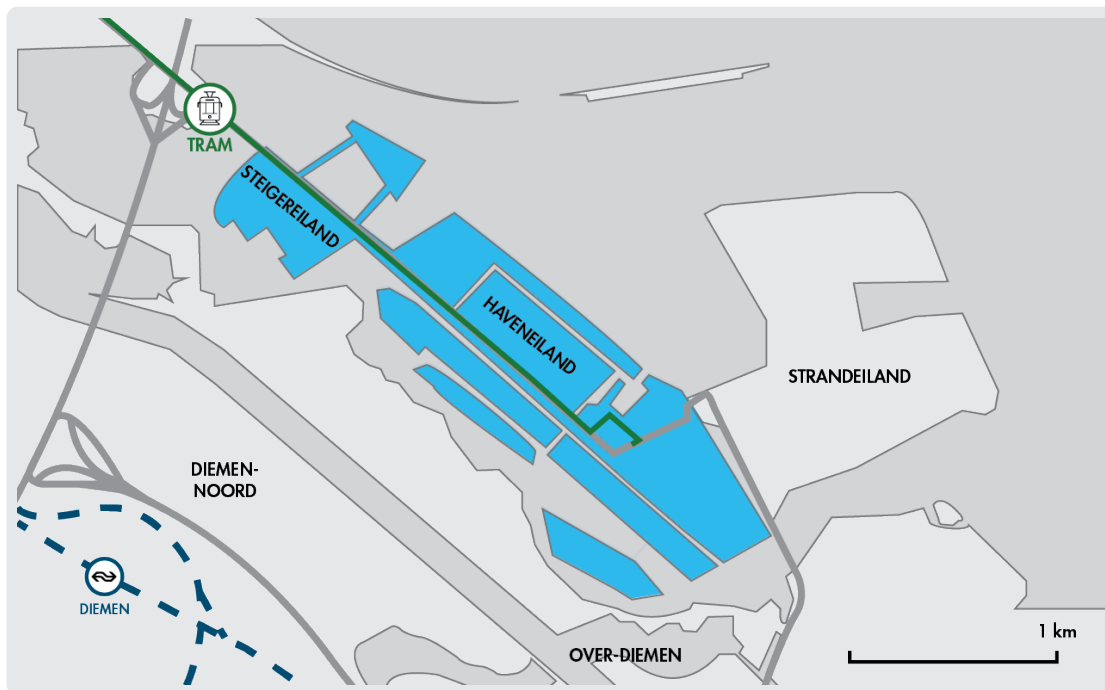 TRAM
STEIGEREILAND
HAVENEILAND
STRANDEILAND
DIEMEN-
NOORD
DIEMEN
1 km
OVER-DIEMEN